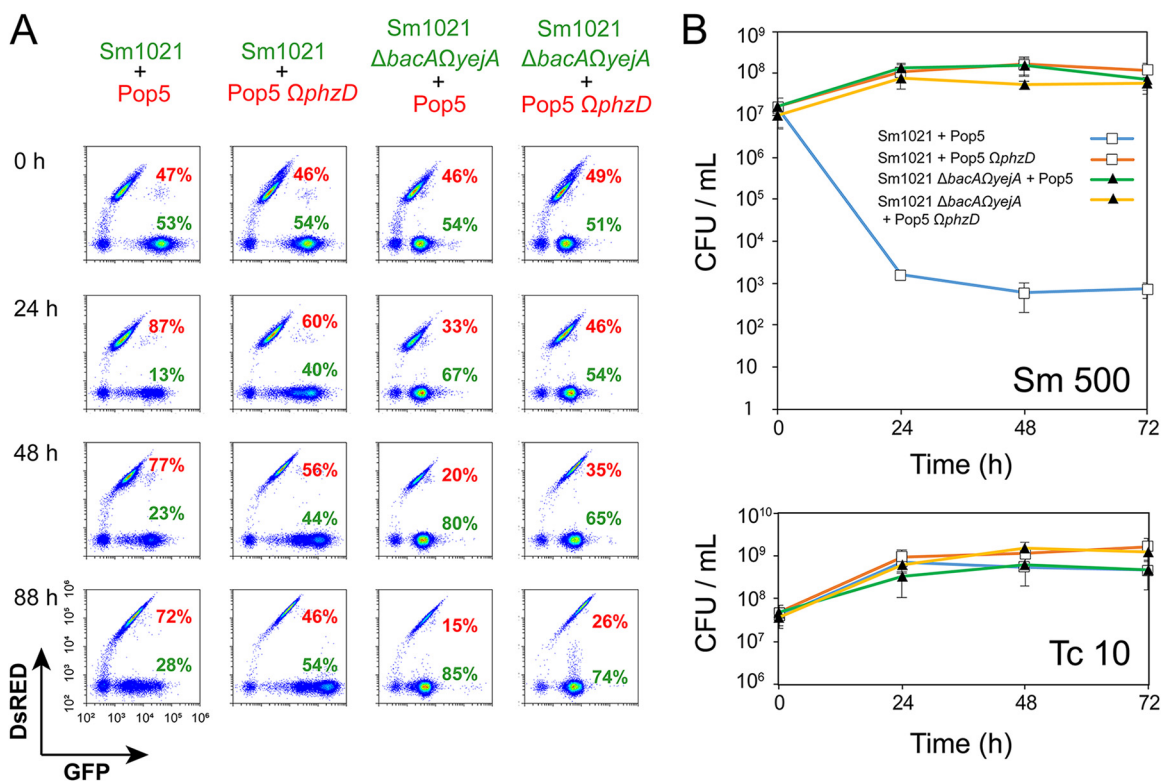 A
Sm1021
+
Pop5
Sm1021
+
Pop5 ΩphzD
Sm1021
ΔbacAΩyejA
+
Pop5
Sm1021
ΔbacAΩyejA
+
Pop5 ΩphzD
0 h
47%
53%
46%
54%
46%
54%
49%
51%
24 h
87%
13%
60%
40%
33%
67%
46%
54%
48 h
77%
23%
56%
44%
20%
80%
35%
65%
88 h
72%
28%
46%
54%
15%
85%
26%
74%
10⁶
10⁵
10⁴
10³
10²
10² 10³ 10⁴ 10⁵ 10⁶
DsRED
GFP
B
CFU / mL
10⁹
10⁸
10⁷
10⁶
10⁵
10⁴
10³
10²
10
1
Sm1021 + Pop5
Sm1021 + Pop5 ΩphzD
Sm1021 ΔbacAΩyejA + Pop5
Sm1021 ΔbacAΩyejA
+ Pop5 ΩphzD
Sm 500
0 24 48 72
Time (h)
CFU / mL
10¹⁰
10⁹
10⁸
10⁷
10⁶
Tc 10
0 24 48 72
Time (h)